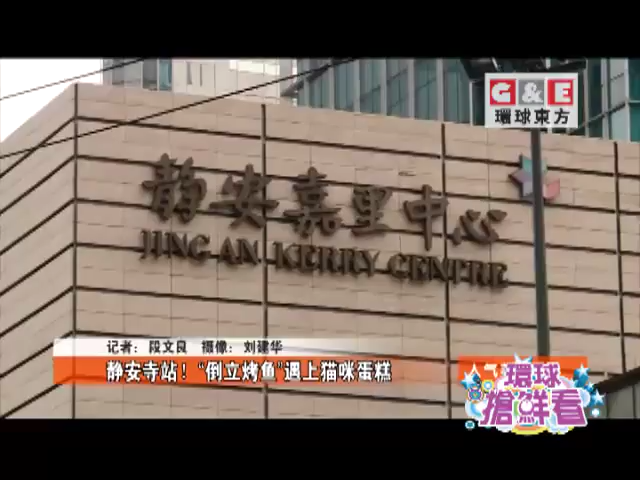 G&E
環球東方
静安嘉里中心
JING AN KERRY CENTRE
记者：段文良 摄像：刘建华
静安寺站！“倒立烤鱼”遇上猫咪蛋糕
環球
搶鮮看